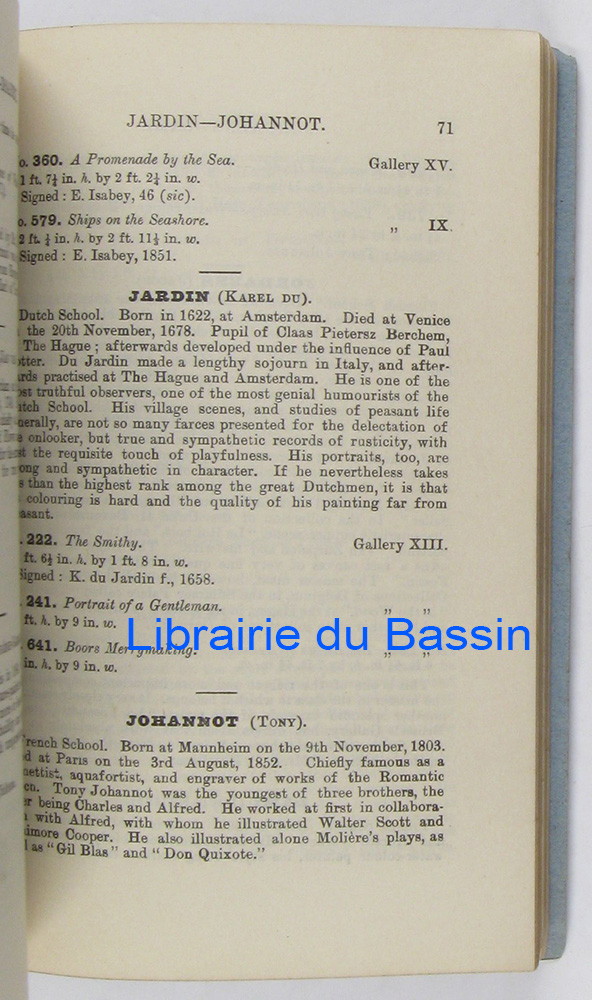 JARDIN—JOHANNOT. 71
o. 360. A Promenade by the Sea. Gallery XV.
1 ft. 7¼ in. h. by 2 ft. 2¼ in. w.
Signed : E. Isabey, 46 (sic).
o. 579. Ships on the Seashore. „ IX.
2 ft. ¼ in. h. by 2 ft. 11¼ in. w.
Signed : E. Isabey, 1851.
JARDIN (KAREL DU).
Dutch School. Born in 1622, at Amsterdam. Died at Venice
the 20th November, 1678. Pupil of Claas Pietersz Berchem,
The Hague ; afterwards developed under the influence of Paul
tter. Du Jardin made a lengthy sojourn in Italy, and after-
rds practised at The Hague and Amsterdam. He is one of the
st truthful observers, one of the most genial humourists of the
tch School. His village scenes, and studies of peasant life
nerally, are not so many farces presented for the delectation of
e onlooker, but true and sympathetic records of rusticity, with
t the requisite touch of playfulness. His portraits, too, are
ong and sympathetic in character. If he nevertheless takes
s than the highest rank among the great Dutchmen, it is that
colouring is hard and the quality of his painting far from
asant.
. 222. The Smithy. Gallery XIII.
ft. 6½ in. h. by 1 ft. 8 in. w.
Signed : K. du Jardin f., 1658.
. 241. Portrait of a Gentleman. „ „
ft. h. by 9 in. w.
Librairie du Bassin
. 641. Boors Merrymaking. „ „
in. h. by 9 in. w.
JOHANNOT (TONY).
rench School. Born at Mannheim on the 9th November, 1803.
d at Paris on the 3rd August, 1852. Chiefly famous as a
nettist, aquafortist, and engraver of works of the Romantic
en. Tony Johannot was the youngest of three brothers, the
er being Charles and Alfred. He worked at first in collabora-
with Alfred, with whom he illustrated Walter Scott and
imore Cooper. He also illustrated alone Molière's plays, as
l as "Gil Blas" and "Don Quixote."